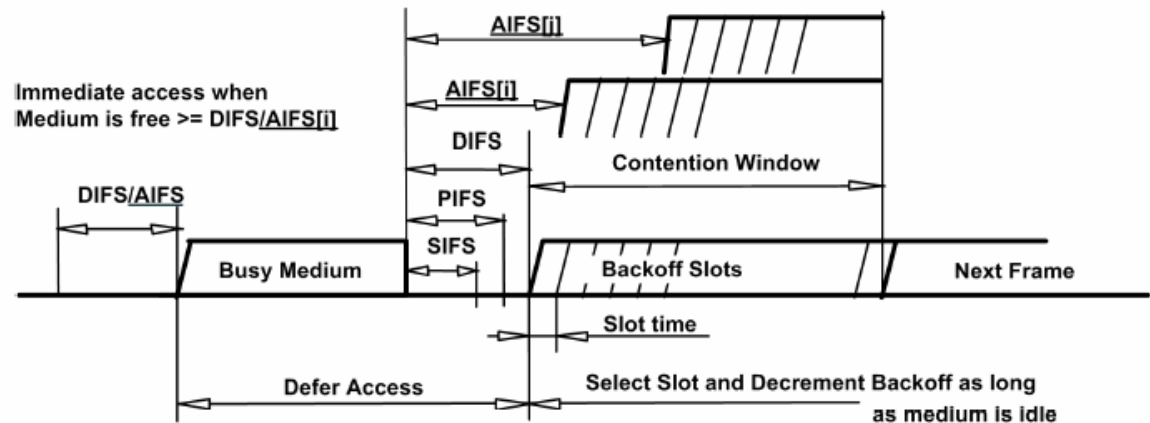 AIFS[j]
Immediate access when
Medium is free >= DIFS/AIFS[i]
AIFS[i]
DIFS
Contention Window
DIFS/AIFS
PIFS
SIFS
Busy Medium
Backoff Slots
Next Frame
Slot time
Defer Access
Select Slot and Decrement Backoff as long
as medium is idle